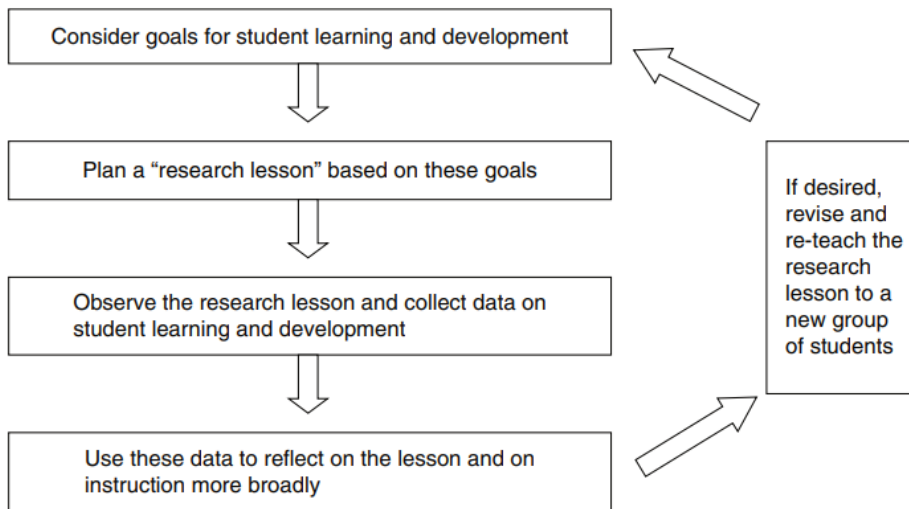 Consider goals for student learning and development
Plan a “research lesson” based on these goals
Observe the research lesson and collect data on
student learning and development
Use these data to reflect on the lesson and on
instruction more broadly
If desired,
revise and
re-teach the
research
lesson to a
new group
of students